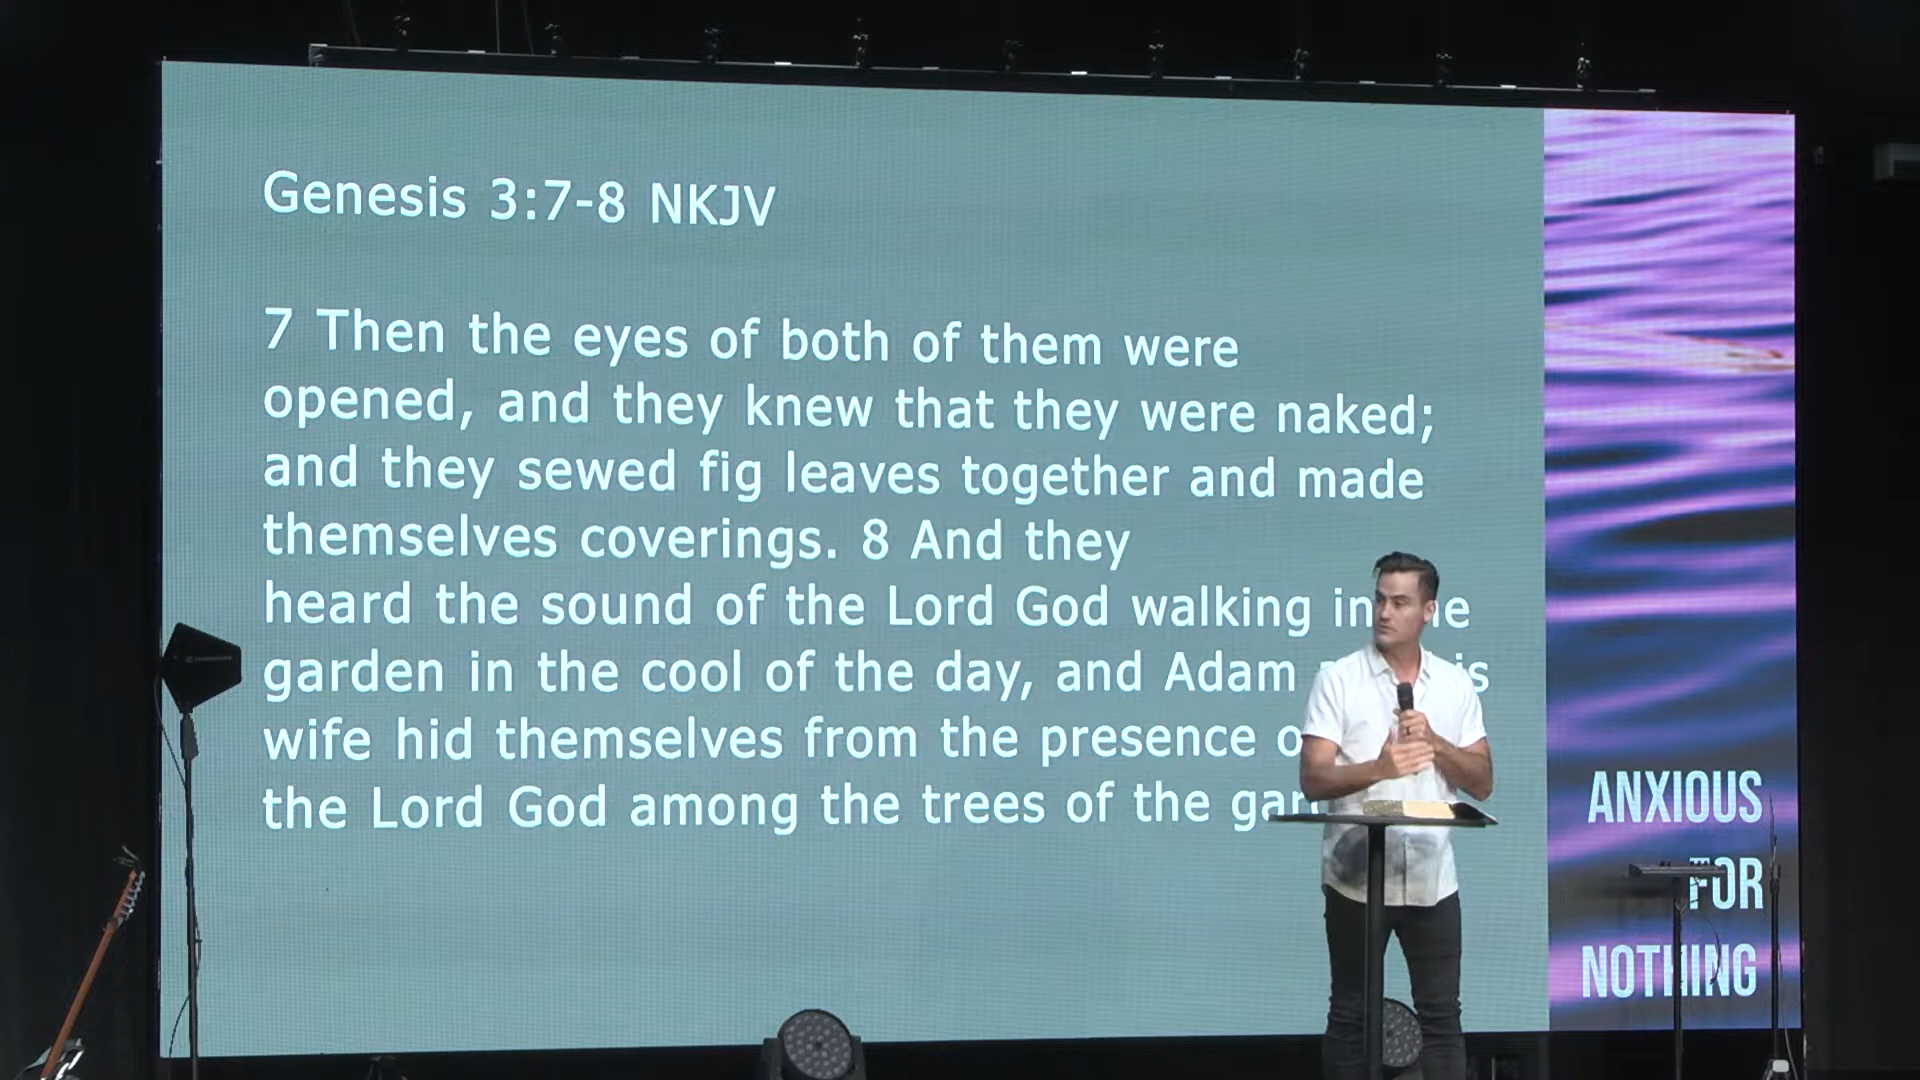 Genesis 3:7-8 NKJV
7 Then the eyes of both of them were
opened, and they knew that they were naked;
and they sewed fig leaves together and made
themselves coverings. 8 And they
heard the sound of the Lord God walking in
garden in the cool of the day, and Adam
wife hid themselves from the presence
the Lord God among the trees of the
ANXIOUS
FOR
NOTHING